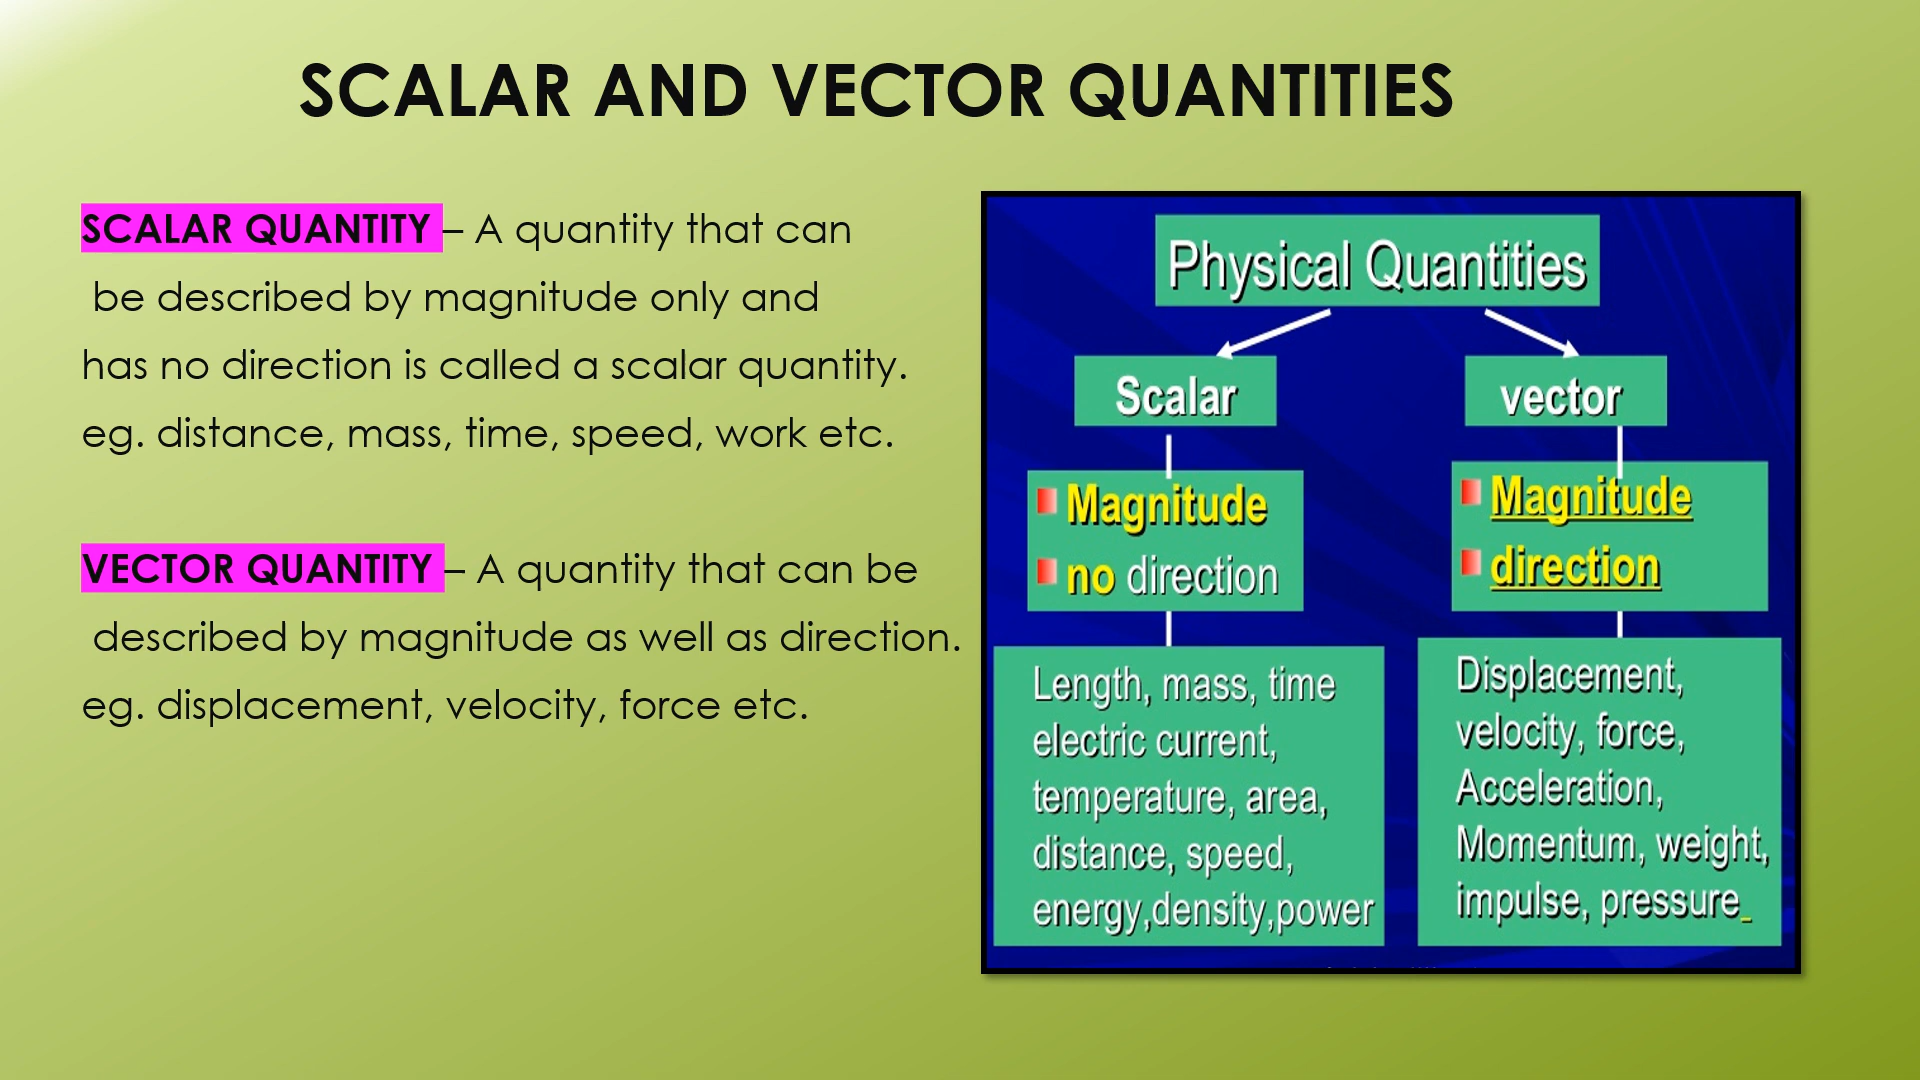 SCALAR AND VECTOR QUANTITIES
SCALAR QUANTITY – A quantity that can
be described by magnitude only and
has no direction is called a scalar quantity.
eg. distance, mass, time, speed, work etc.
VECTOR QUANTITY – A quantity that can be
described by magnitude as well as direction.
eg. displacement, velocity, force etc.
Physical Quantities
Scalar
Magnitude
no direction
Length, mass, time
electric current,
temperature, area,
distance, speed,
energy,density,power
vector
Magnitude
direction
Displacement,
velocity, force,
Acceleration,
Momentum, weight,
impulse, pressure_